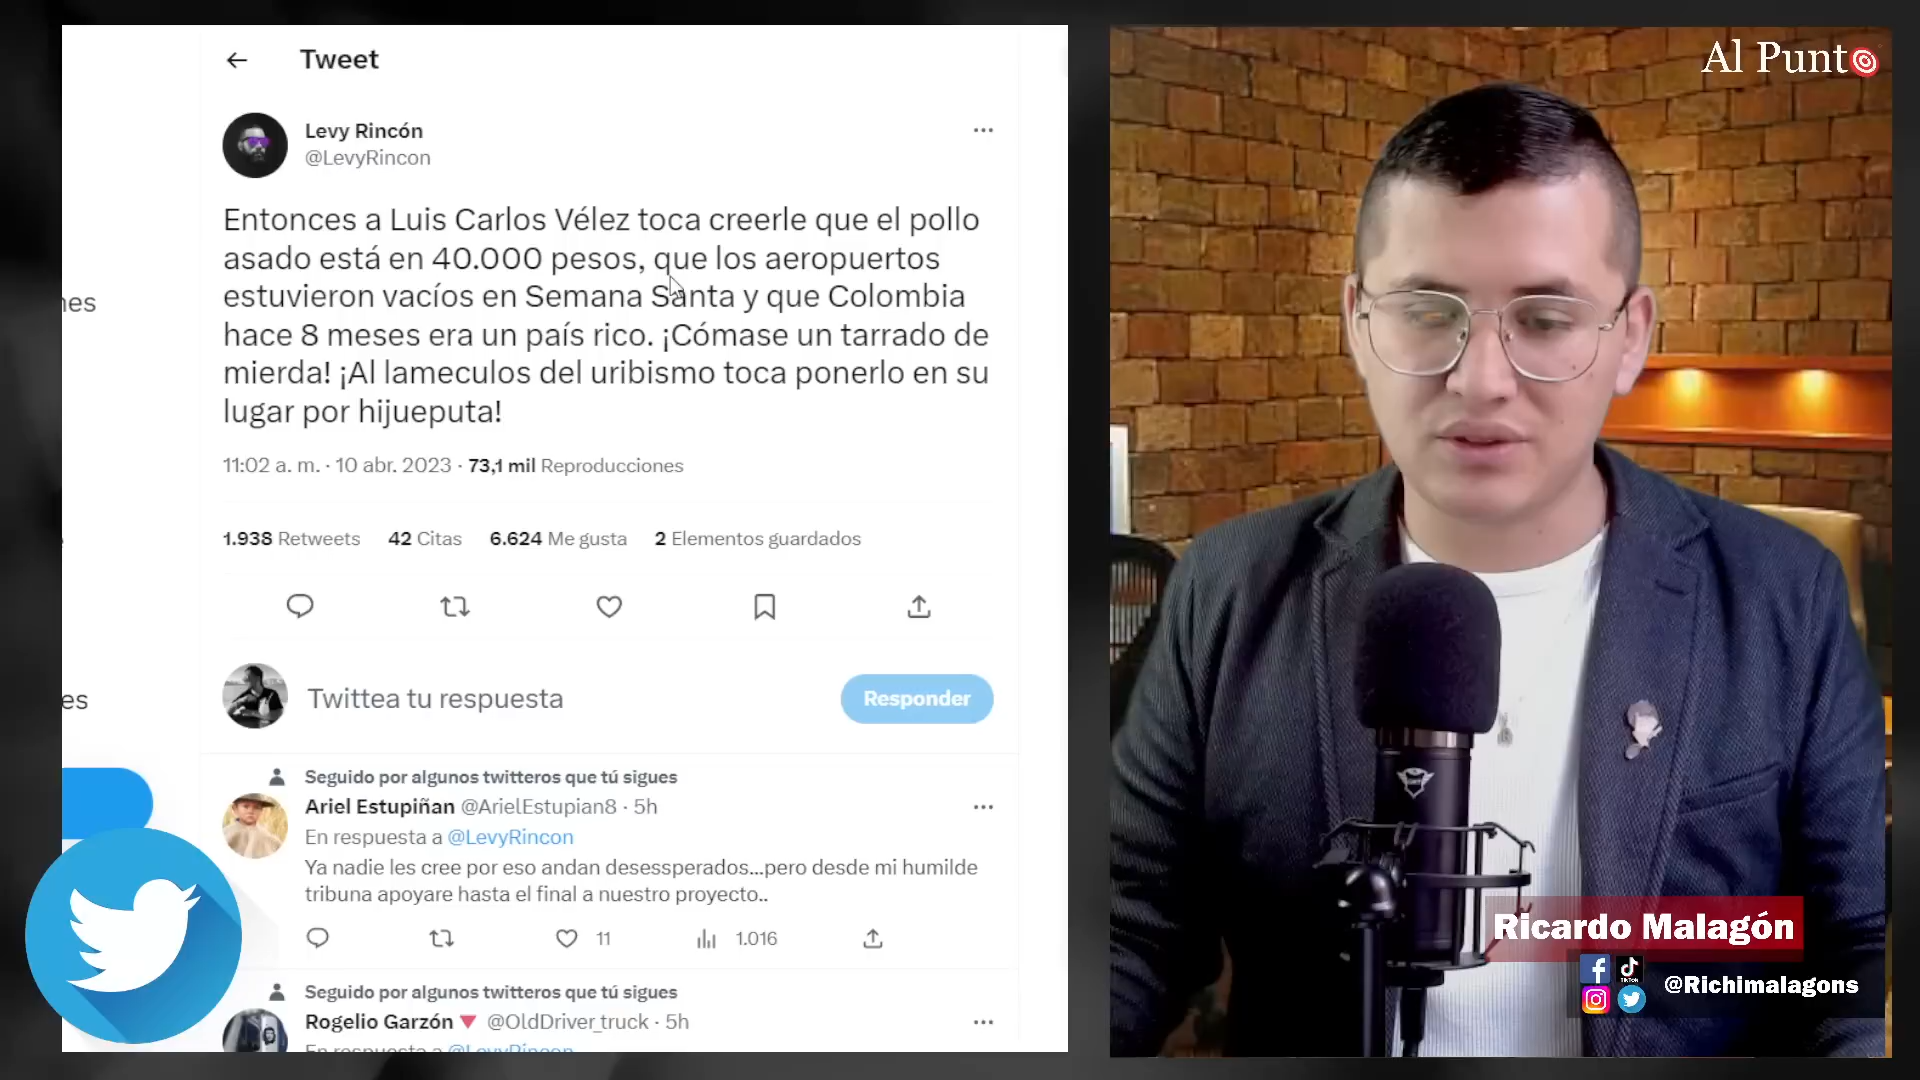 Tweet
Levy Rincón
@LevyRincon
Entonces a Luis Carlos Vélez toca creerle que el pollo
asado está en 40.000 pesos, que los aeropuertos
estuvieron vacíos en Semana Santa y que Colombia
hace 8 meses era un país rico. ¡Cómase un tarrado de
mierda! ¡Al lameculos del uribismo toca ponerlo en su
lugar por hijueputa!
11:02 a. m. · 10 abr. 2023 · 73,1 mil Reproducciones
1.938 Retweets 42 Citas 6.624 Me gusta 2 Elementos guardados
Twittea tu respuesta
Responder
Seguido por algunos twitteros que tú sigues
Ariel Estupiñan @ArielEstupian8 · 5h
En respuesta a @LevyRincon
Ya nadie les cree por eso andan desessperados...pero desde mi humilde
tribuna apoyare hasta el final a nuestro proyecto..
11 1.016
Seguido por algunos twitteros que tú sigues
Rogelio Garzón @OldDriver_truck · 5h
En respuesta a @LevyRincon
es
Al Punto
Ricardo Malagón
@Richimalagons